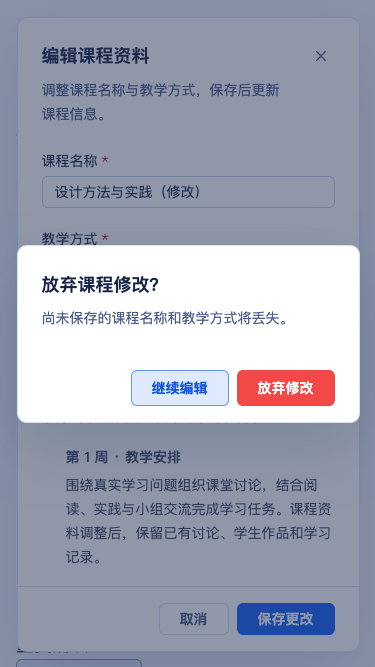 编辑课程资料
调整课程名称与教学方式，保存后更新
课程信息。
课程名称 *
设计方法与实践（修改）
教学方式 *
放弃课程修改?
尚未保存的课程名称和教学方式将丢失。
继续编辑
放弃修改
第 1 周 · 教学安排
围绕真实学习问题组织课堂讨论，结合阅
读、实践与小组交流完成学习任务。课程资
料调整后，保留已有讨论、学生作品和学习
记录。
取消
保存更改